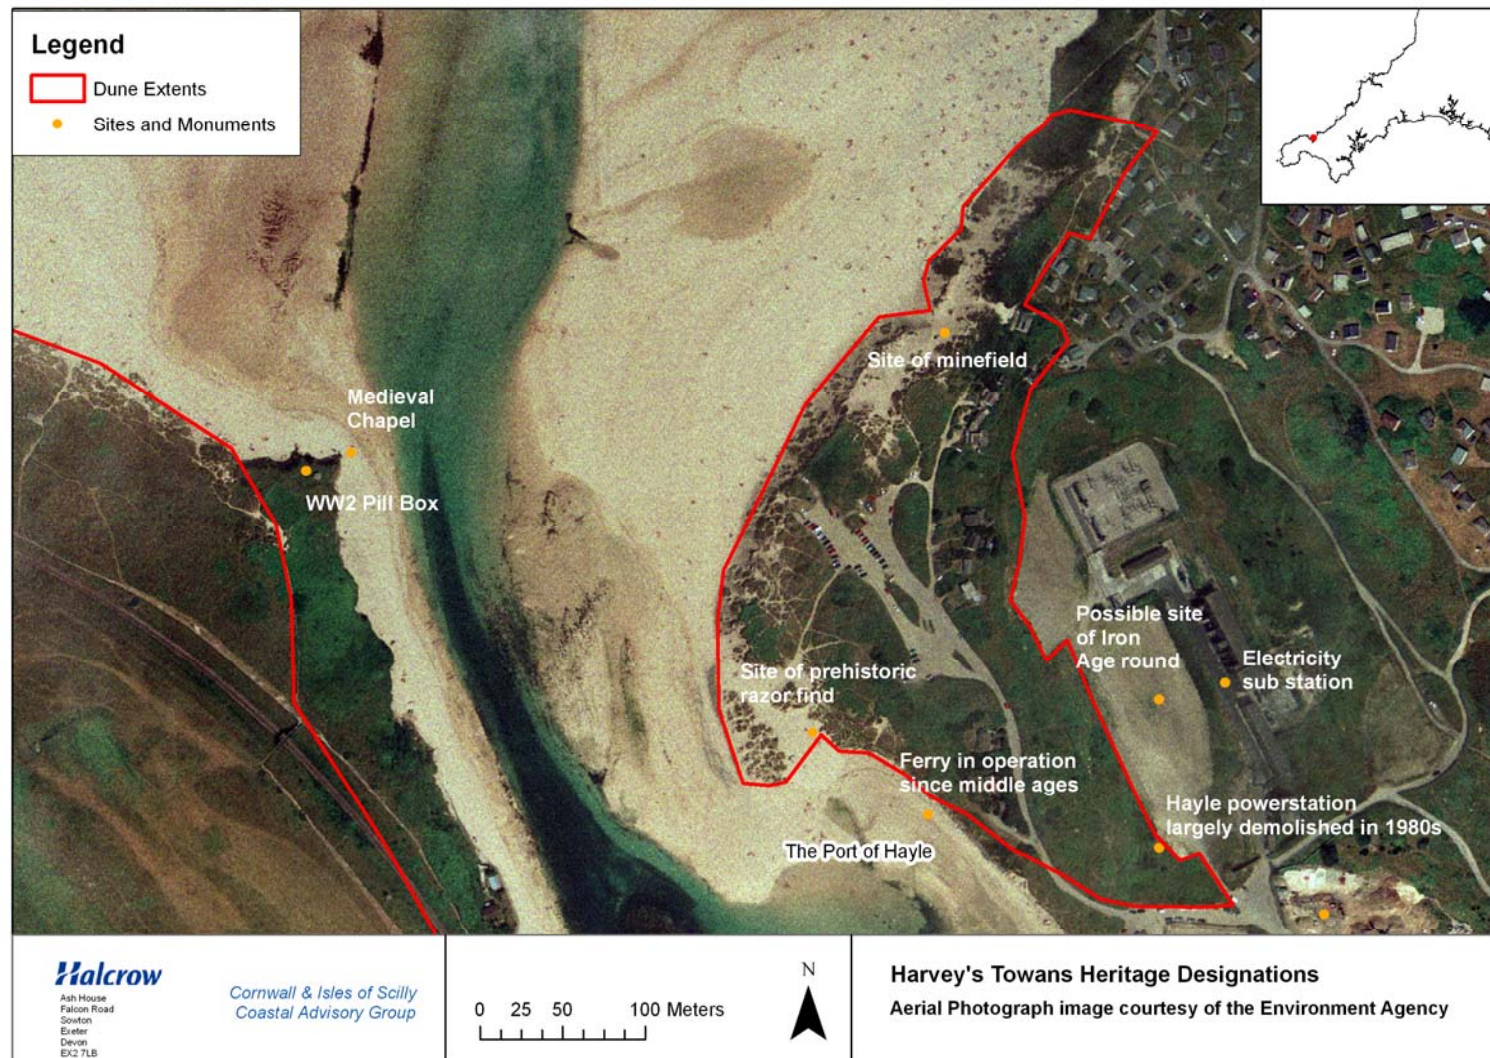 Legend
Dune Extents
Sites and Monuments
Site of minefield
Medieval
Chapel
WW2 Pill Box
Possible site
of Iron
Age round
Electricity
sub station
Site of prehistoric
razor find
Ferry in operation
since middle ages
Hayle powerstation
largely demolished in 1980s
The Port of Hayle
Halcrow
Ash House
Falcon Road
Sowton
Exeter
Devon
EX2 7LB
Cornwall & Isles of Scilly
Coastal Advisory Group
0 25 50 100 Meters
N
Harvey's Towans Heritage Designations
Aerial Photograph image courtesy of the Environment Agency